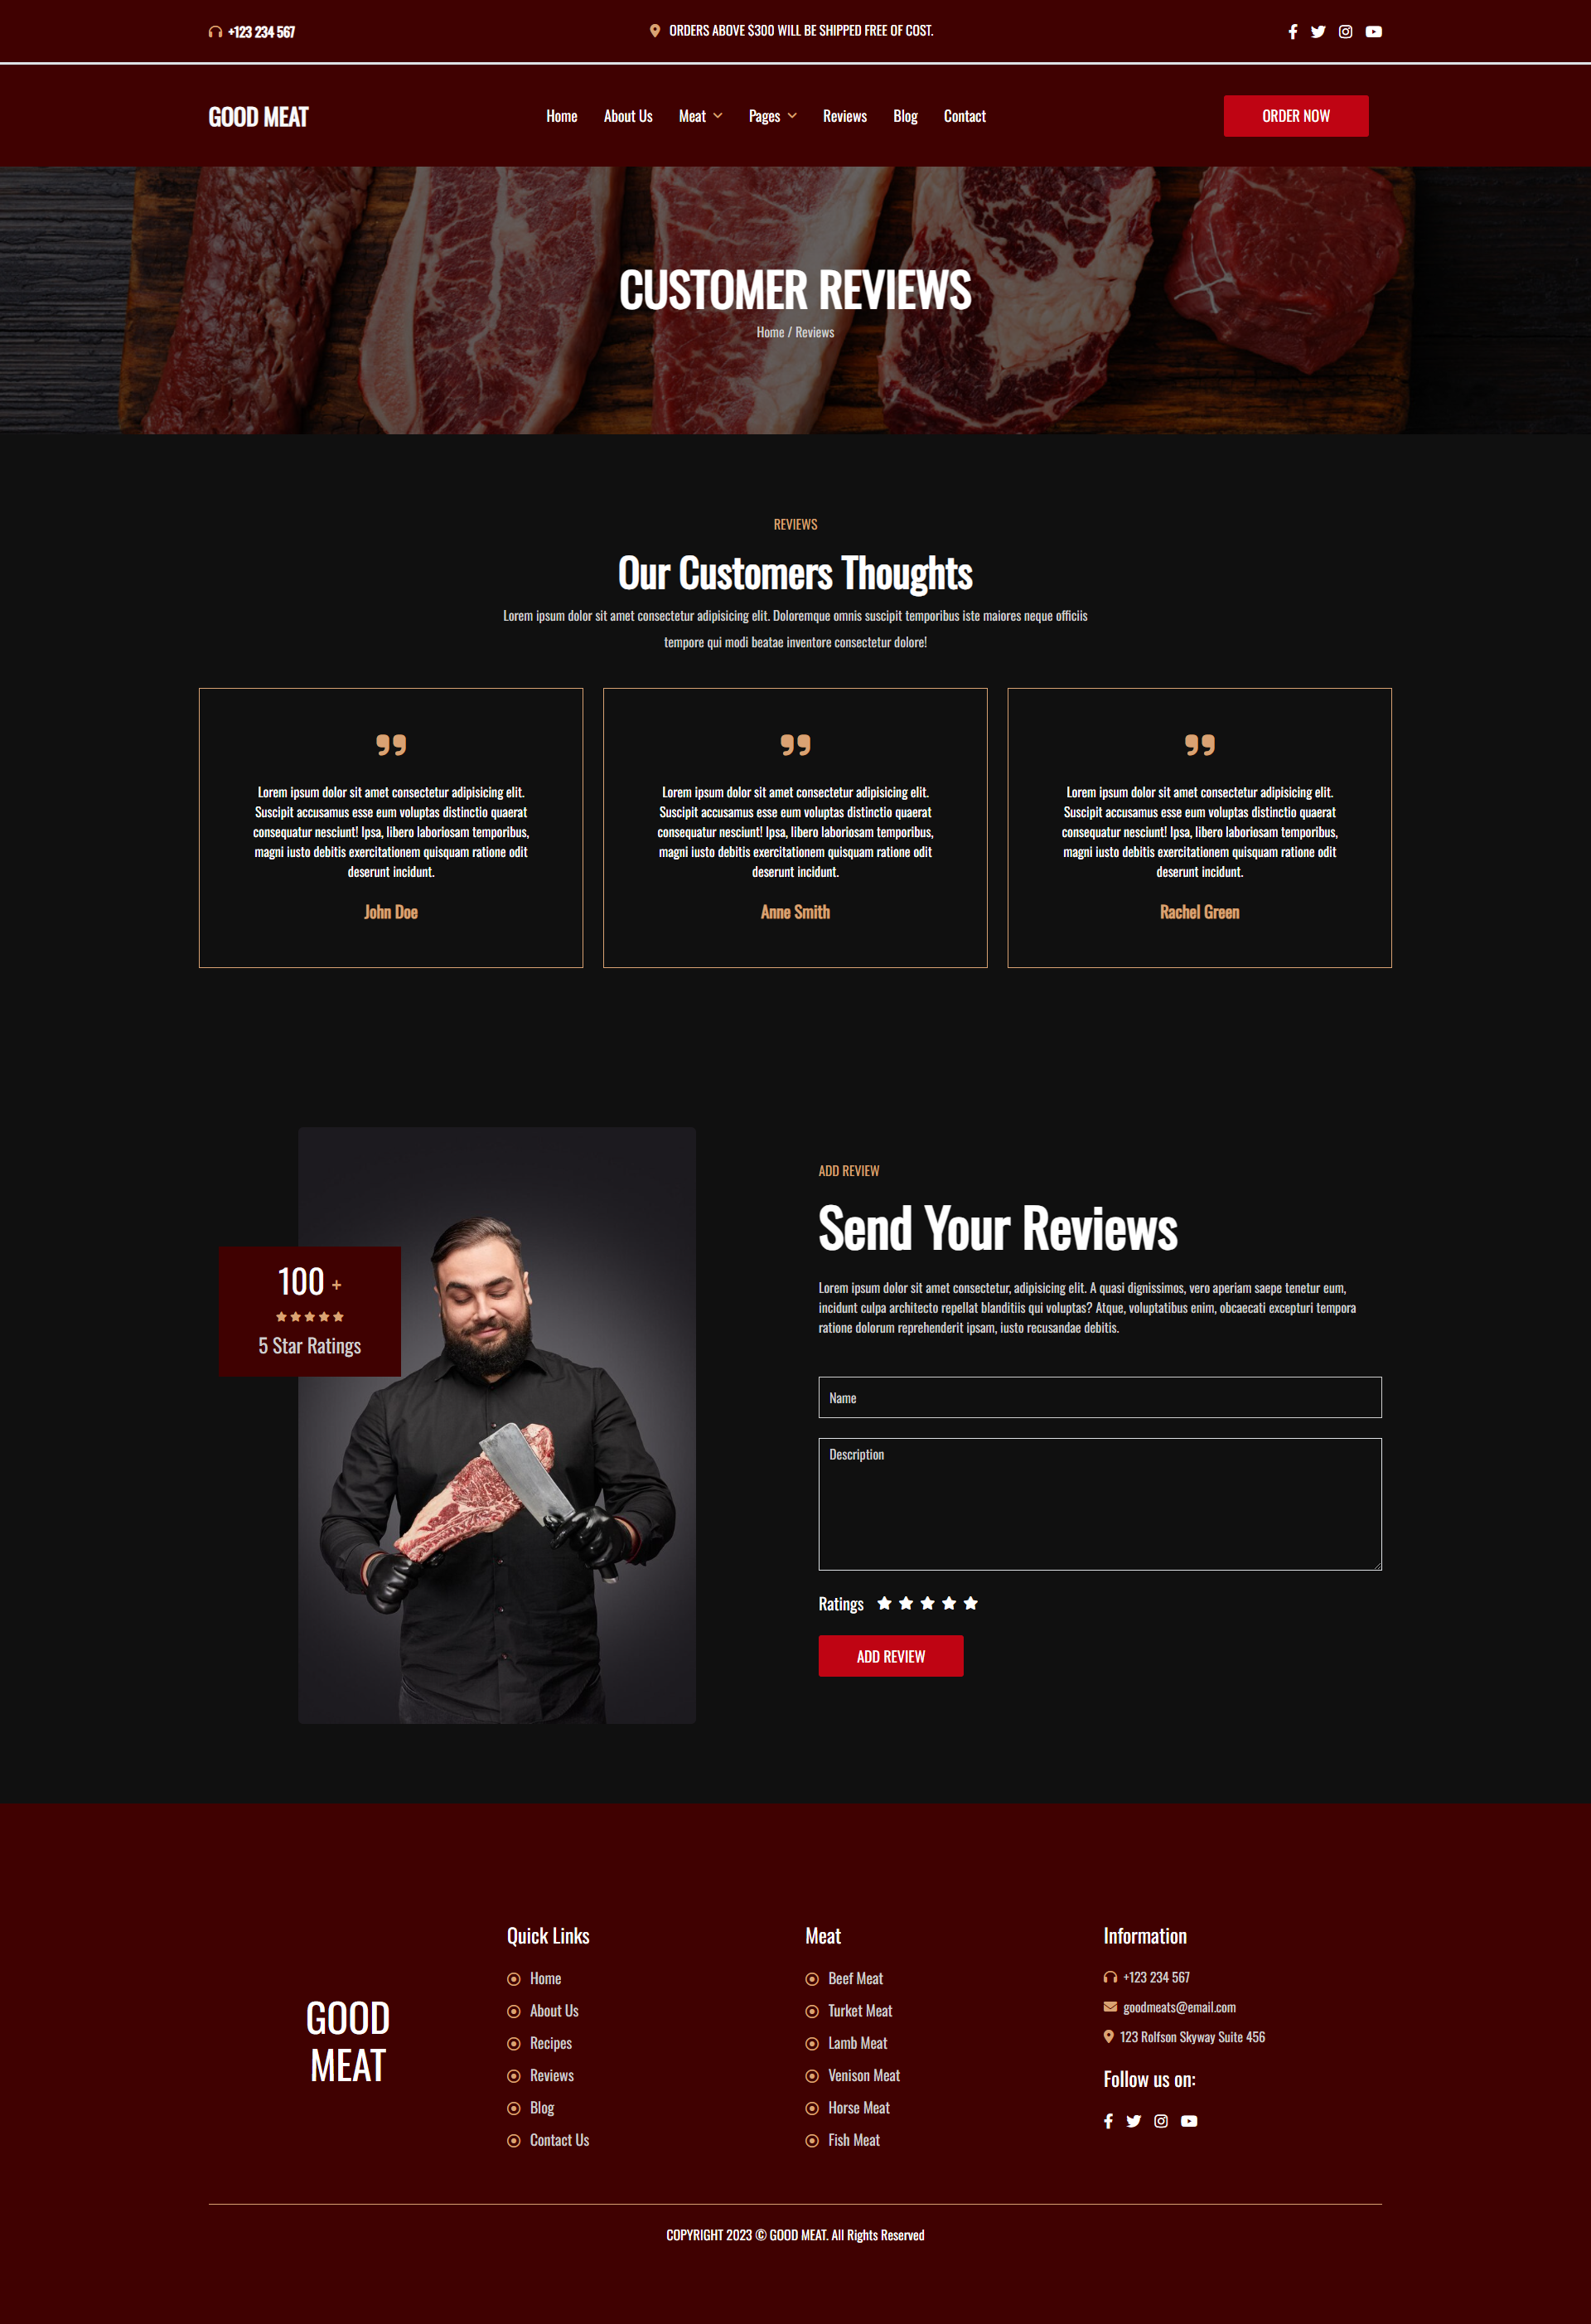 +123 234 567
ORDERS ABOVE $300 WILL BE SHIPPED FREE OF COST.
GOOD MEAT
Home
About Us
Meat
Pages
Reviews
Blog
Contact
ORDER NOW
CUSTOMER REVIEWS
Home / Reviews
REVIEWS
Our Customers Thoughts
Lorem ipsum dolor sit amet consectetur adipisicing elit. Doloremque omnis suscipit temporibus iste maiores neque officiis
tempore qui modi beatae inventore consectetur dolore!
Lorem ipsum dolor sit amet consectetur adipisicing elit.
Suscipit accusamus esse eum voluptas distinctio quaerat
consequatur nesciunt! Ipsa, libero laboriosam temporibus,
magni iusto debitis exercitationem quisquam ratione odit
deserunt incidunt.
John Doe
Lorem ipsum dolor sit amet consectetur adipisicing elit.
Suscipit accusamus esse eum voluptas distinctio quaerat
consequatur nesciunt! Ipsa, libero laboriosam temporibus,
magni iusto debitis exercitationem quisquam ratione odit
deserunt incidunt.
Anne Smith
Lorem ipsum dolor sit amet consectetur adipisicing elit.
Suscipit accusamus esse eum voluptas distinctio quaerat
consequatur nesciunt! Ipsa, libero laboriosam temporibus,
magni iusto debitis exercitationem quisquam ratione odit
deserunt incidunt.
Rachel Green
100 +
5 Star Ratings
ADD REVIEW
Send Your Reviews
Lorem ipsum dolor sit amet consectetur, adipisicing elit. A quasi dignissimos, vero aperiam saepe tenetur eum,
incidunt culpa architecto repellat blanditiis qui voluptas? Atque, voluptatibus enim, obcaecati excepturi tempora
ratione dolorum reprehenderit ipsam, iusto recusandae debitis.
Name
Description
Ratings
ADD REVIEW
GOOD
MEAT
Quick Links
Home
About Us
Recipes
Reviews
Blog
Contact Us
Meat
Beef Meat
Turket Meat
Lamb Meat
Venison Meat
Horse Meat
Fish Meat
Information
+123 234 567
goodmeats@email.com
123 Rolfson Skyway Suite 456
Follow us on:
COPYRIGHT 2023 © GOOD MEAT. All Rights Reserved